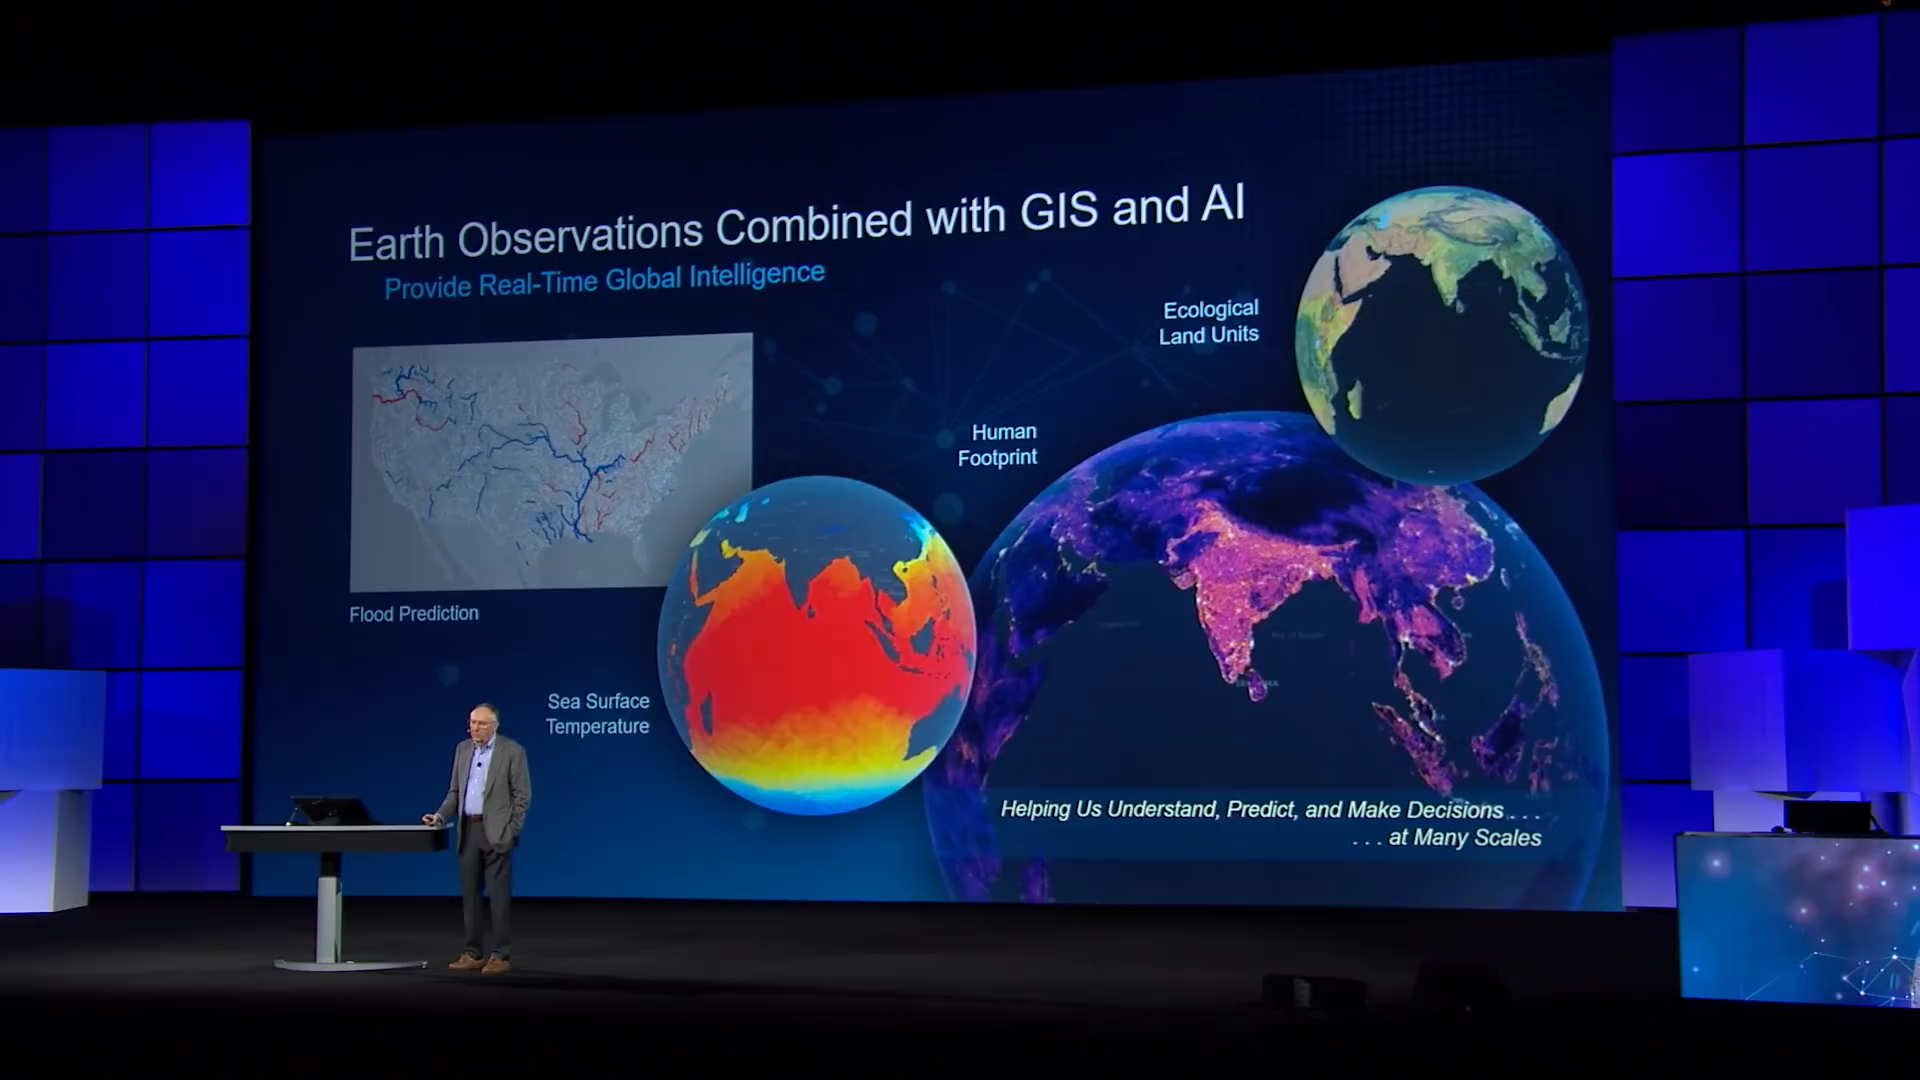 Earth Observations Combined with GIS and AI
Provide Real-Time Global Intelligence
Ecological
Land Units
Human
Footprint
Flood Prediction
Sea Surface
Temperature
Helping Us Understand, Predict, and Make Decisions . . .
. . . at Many Scales